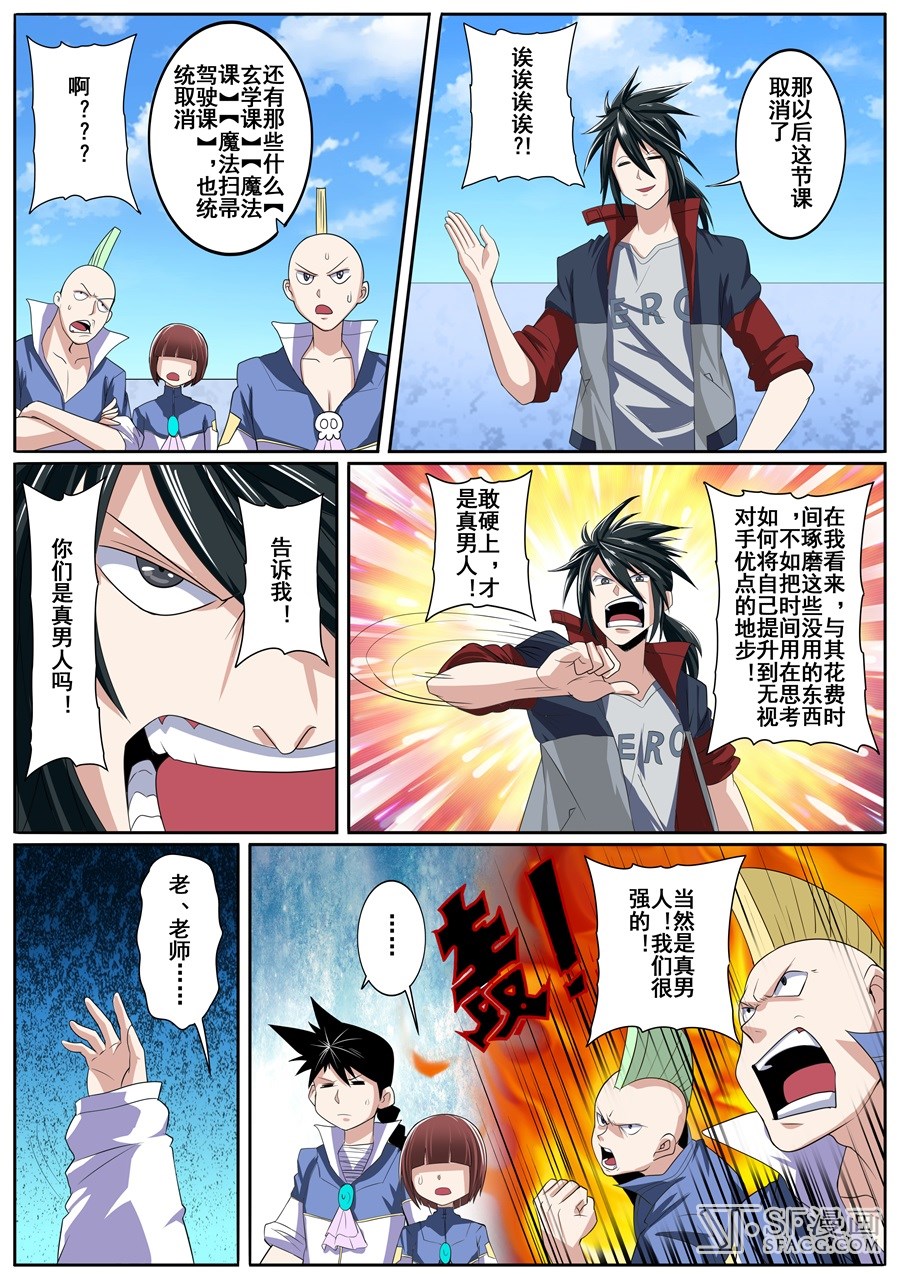 那以后这节课
取消了
诶诶诶诶?!
还有那些什么【
玄学课】【魔法
课】【魔法扫帚
驾驶课】，也统
统取消
啊？？？
ERO
在我看来，与其花费时
间琢磨这些没用的东西
，不如把时间用在思考
如何将自己提升到无视
对手优点的地步！
敢硬上，才
是真男人！
ERO
告诉我！
你们是真男人吗！
当然是真男
人！我们很
强的！
轰！
……
老、老师……
SF漫画
SFACG.COM